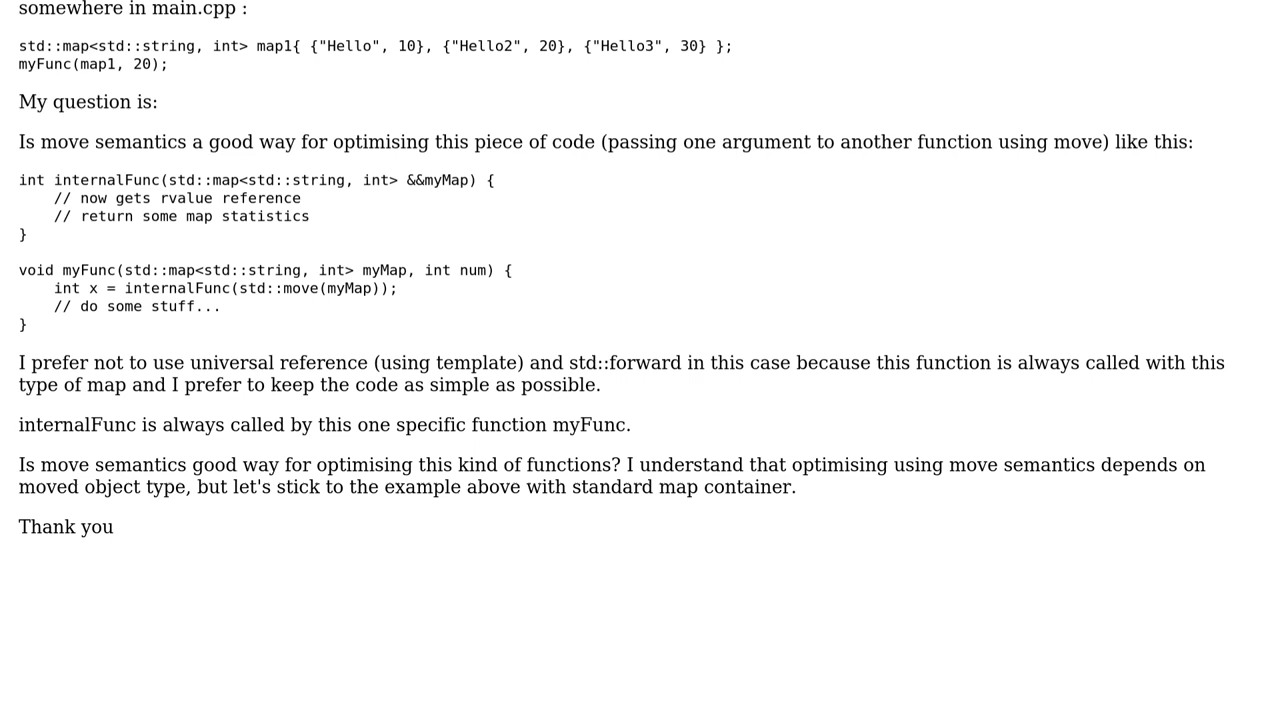 somewhere in main.cpp :
std::map<std::string, int> map1{ {"Hello", 10}, {"Hello2", 20}, {"Hello3", 30} };
myFunc(map1, 20);
My question is:
Is move semantics a good way for optimising this piece of code (passing one argument to another function using move) like this:
int internalFunc(std::map<std::string, int> &&myMap) {
    // now gets rvalue reference
    // return some map statistics
}
void myFunc(std::map<std::string, int> myMap, int num) {
    int x = internalFunc(std::move(myMap));
    // do some stuff...
}
I prefer not to use universal reference (using template) and std::forward in this case because this function is always called with this
type of map and I prefer to keep the code as simple as possible.
internalFunc is always called by this one specific function myFunc.
Is move semantics good way for optimising this kind of functions? I understand that optimising using move semantics depends on
moved object type, but let's stick to the example above with standard map container.
Thank you